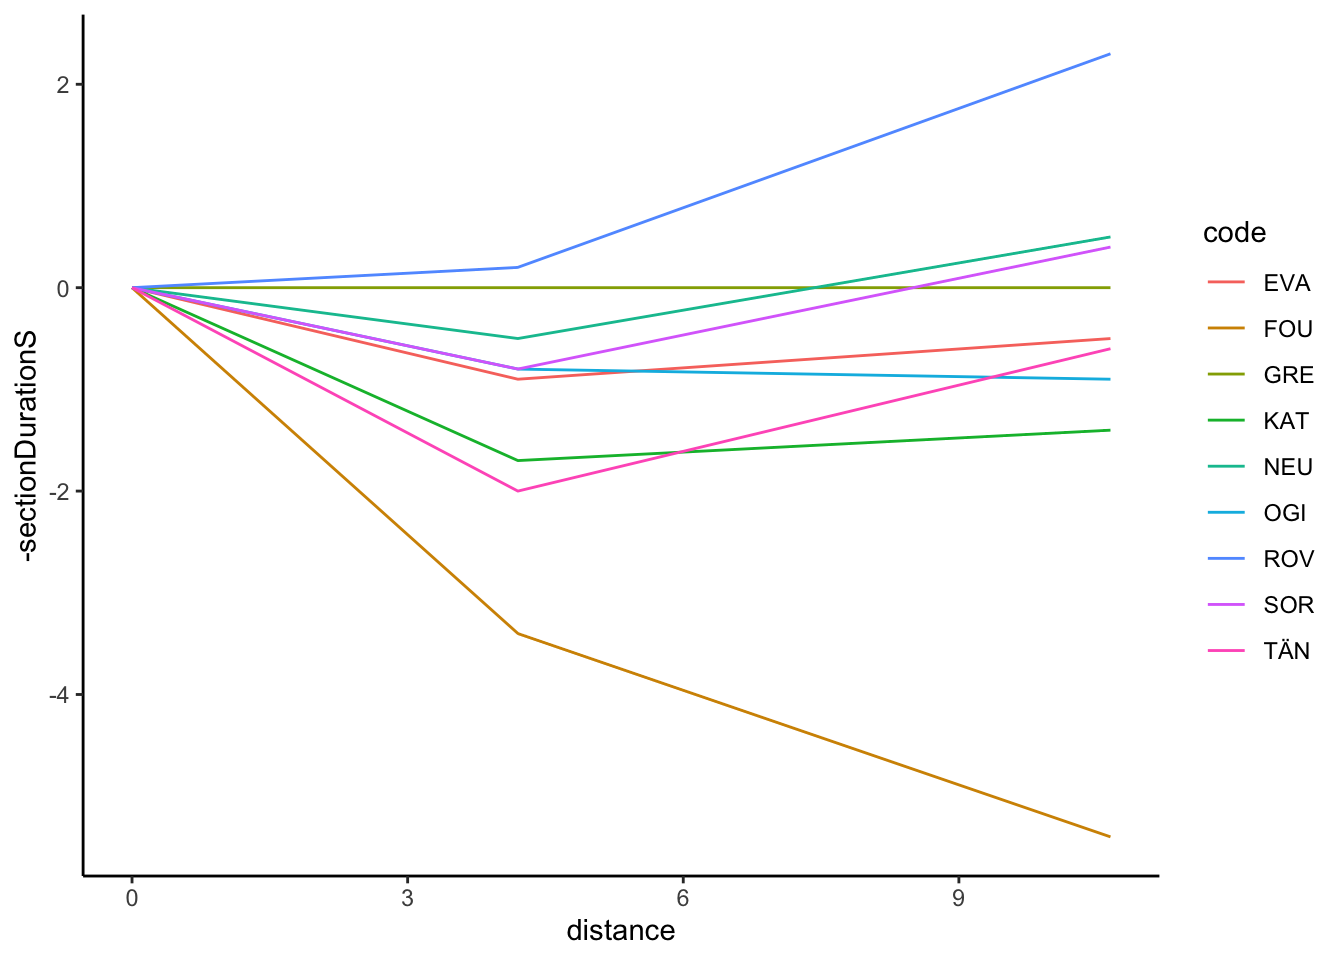 2
0
-2
-4
-sectionDurationS
0 3 6 9
distance
code
EVA
FOU
GRE
KAT
NEU
OGI
ROV
SOR
TÄN